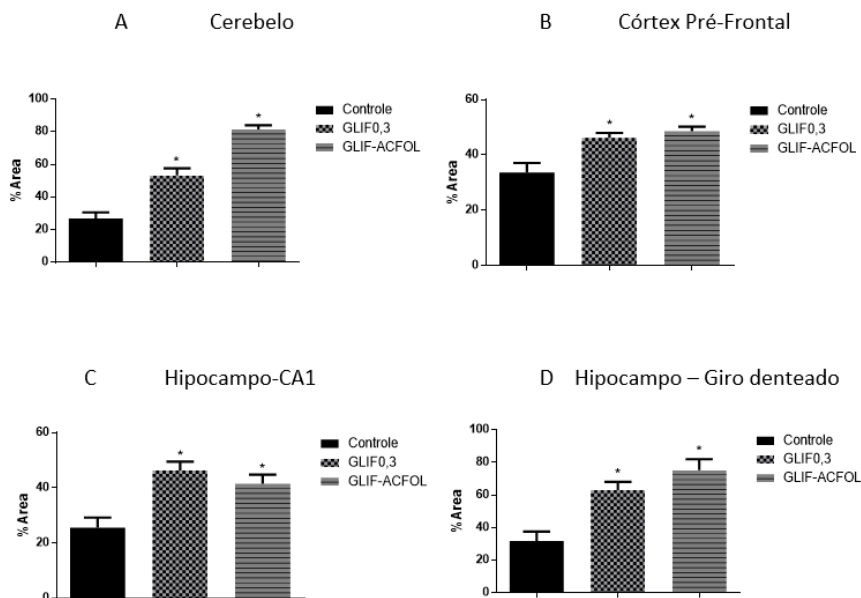 A Cerebelo
100
80
60
40
20
0
% Area
*
*
Controle
GLIF0,3
GLIF-ACFOL
B Córtex Pré-Frontal
60
40
20
0
% Area
*
*
Controle
GLIF0,3
GLIF-ACFOL
C Hipocampo-CA1
60
40
20
0
% Area
*
*
Controle
GLIF0,3
GLIF-ACFOL
D Hipocampo – Giro denteado
100
80
60
40
20
0
% Area
*
*
Controle
GLIF0,3
GLIF-ACFOL